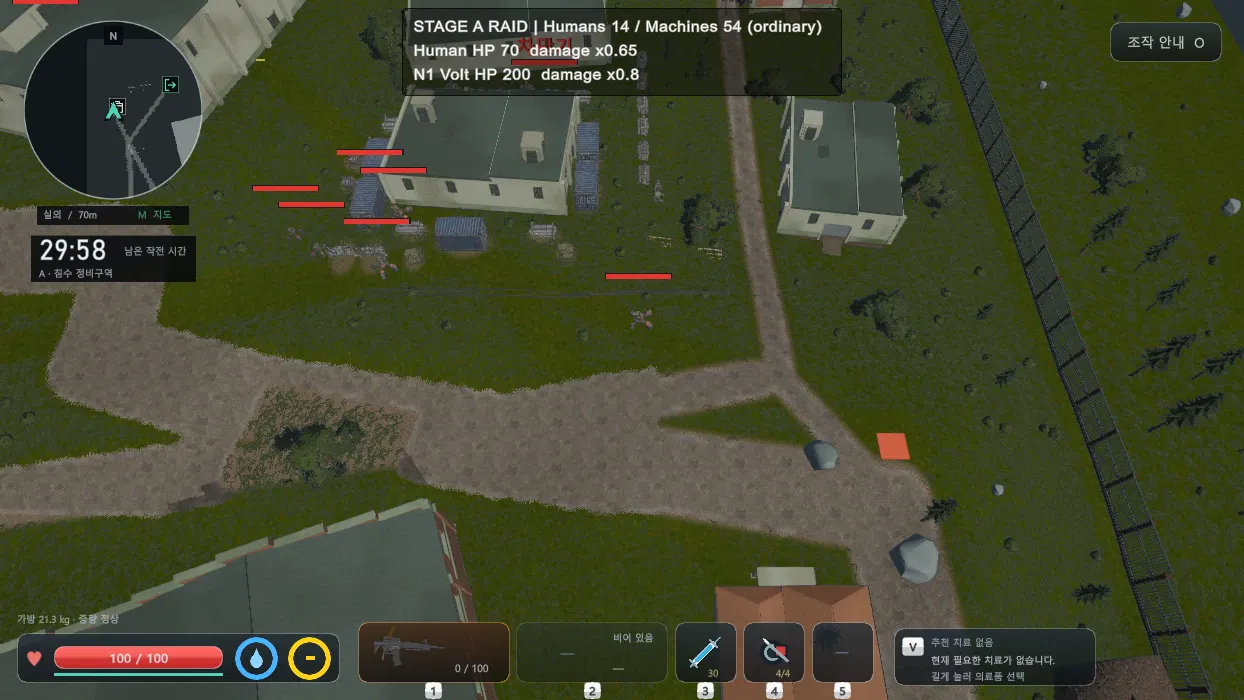 STAGE A RAID | Humans 14 / Machines 54 (ordinary)
Human HP 70 damage x0.65
N1 Volt HP 200 damage x0.8
조작 안내 O
N
실외 / 70m M 지도
29:58 남은 작전 시간
A · 침수 정비구역
가방 21.3 kg · 중량 정상
100 / 100
0 / 100
비어 있음
30
4/4
1
2
3
4
5
V
추천 치료 없음
현재 필요한 치료가 없습니다.
길게 눌러 의료품 선택